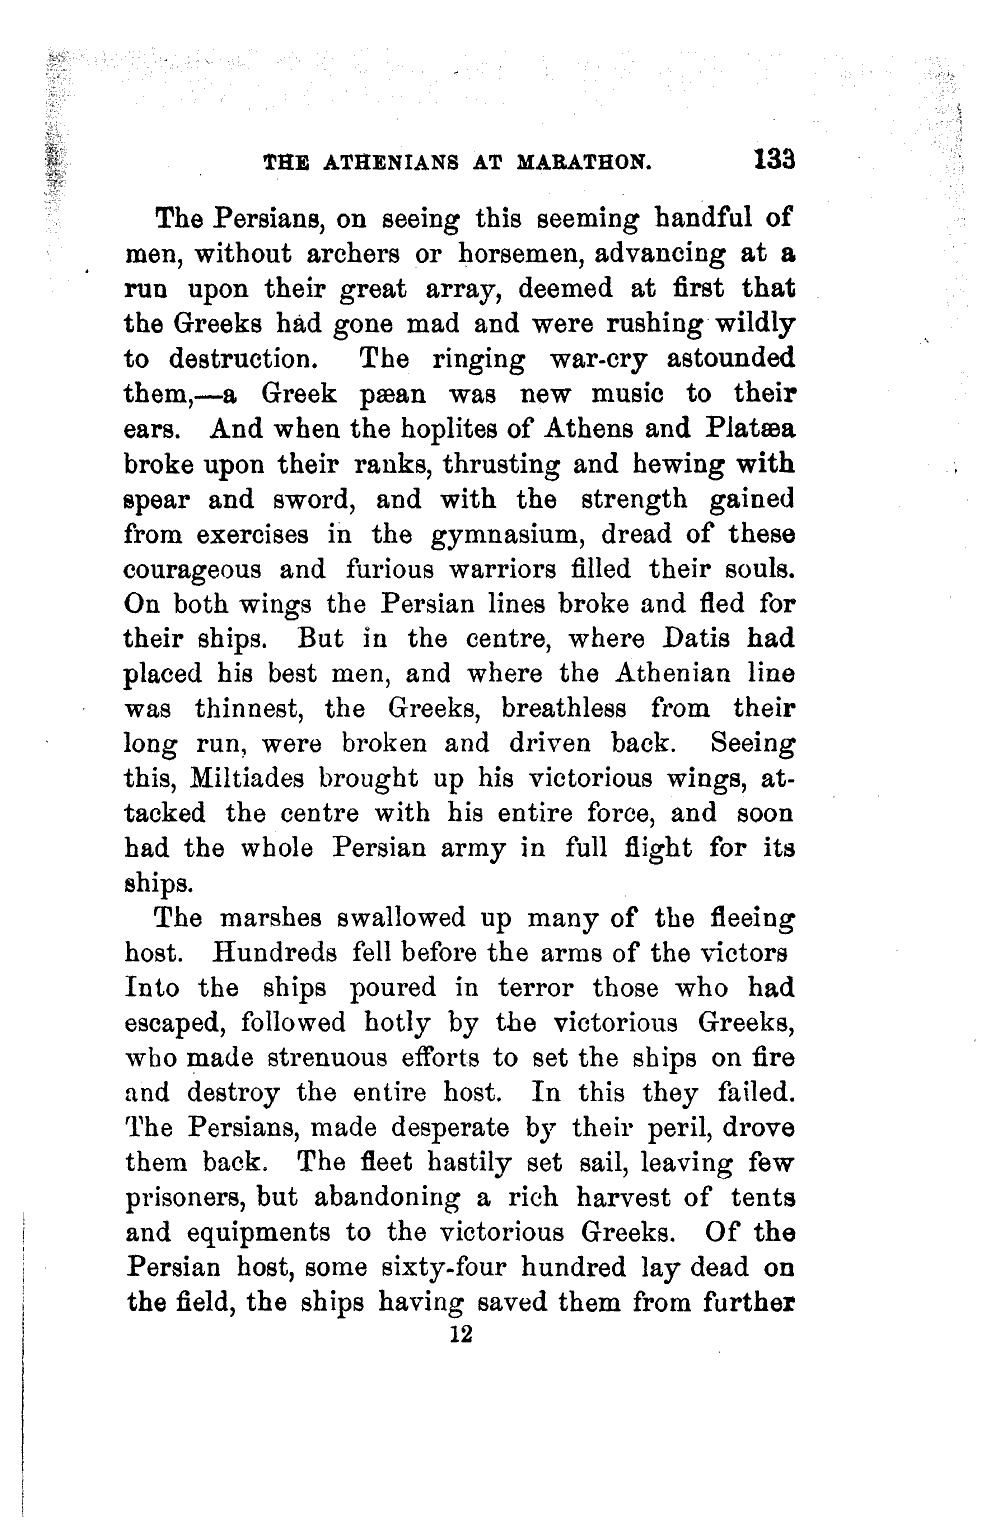 THE ATHENIANS AT MARATHON. 133
The Persians, on seeing this seeming handful of
men, without archers or horsemen, advancing at a
run upon their great array, deemed at first that
the Greeks had gone mad and were rushing wildly
to destruction. The ringing war-cry astounded
them,—a Greek pæan was new music to their
ears. And when the hoplites of Athens and Platæa
broke upon their ranks, thrusting and hewing with
spear and sword, and with the strength gained
from exercises in the gymnasium, dread of these
courageous and furious warriors filled their souls.
On both wings the Persian lines broke and fled for
their ships. But in the centre, where Datis had
placed his best men, and where the Athenian line
was thinnest, the Greeks, breathless from their
long run, were broken and driven back. Seeing
this, Miltiades brought up his victorious wings, at-
tacked the centre with his entire force, and soon
had the whole Persian army in full flight for its
ships.
The marshes swallowed up many of the fleeing
host. Hundreds fell before the arms of the victors
Into the ships poured in terror those who had
escaped, followed hotly by the victorious Greeks,
who made strenuous efforts to set the ships on fire
and destroy the entire host. In this they failed.
The Persians, made desperate by their peril, drove
them back. The fleet hastily set sail, leaving few
prisoners, but abandoning a rich harvest of tents
and equipments to the victorious Greeks. Of the
Persian host, some sixty-four hundred lay dead on
the field, the ships having saved them from further
12